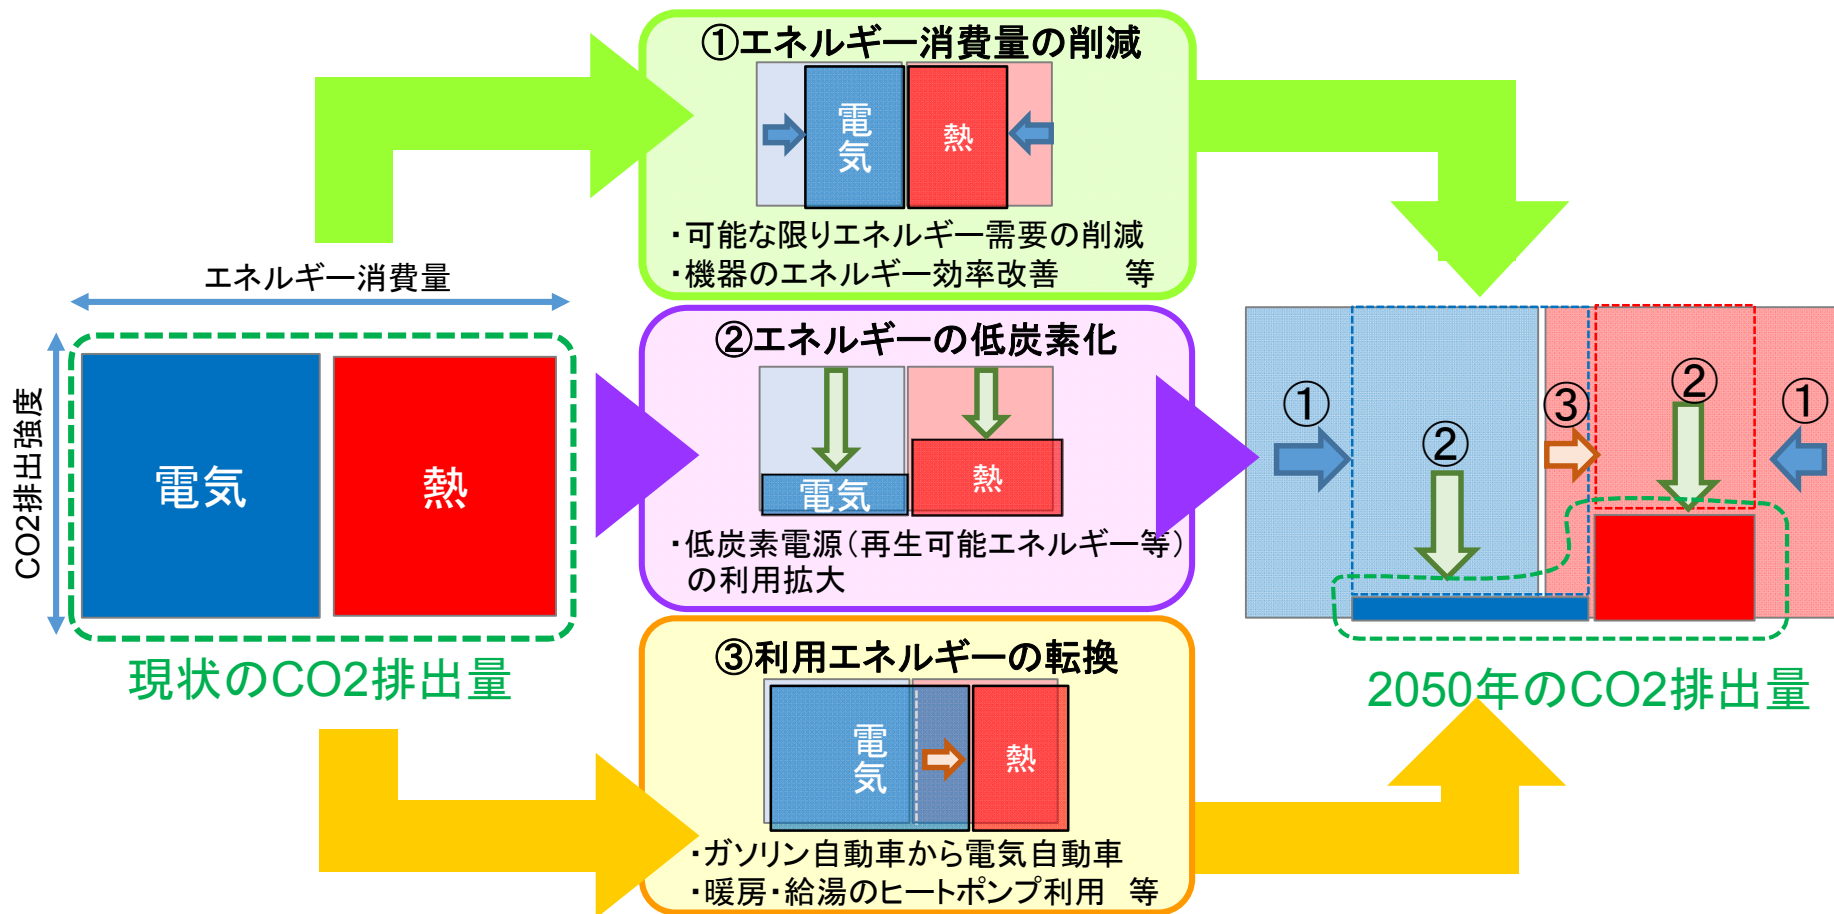 ①エネルギー消費量の削減
電気
熱
・可能な限りエネルギー需要の削減
・機器のエネルギー効率改善　　等
エネルギー消費量
CO2排出強度
電気
熱
現状のCO2排出量
②エネルギーの低炭素化
電気
熱
・低炭素電源（再生可能エネルギー等）
の利用拡大
③利用エネルギーの転換
電気
熱
・ガソリン自動車から電気自動車
・暖房・給湯のヒートポンプ利用　等
①
②
③
②
①
2050年のCO2排出量